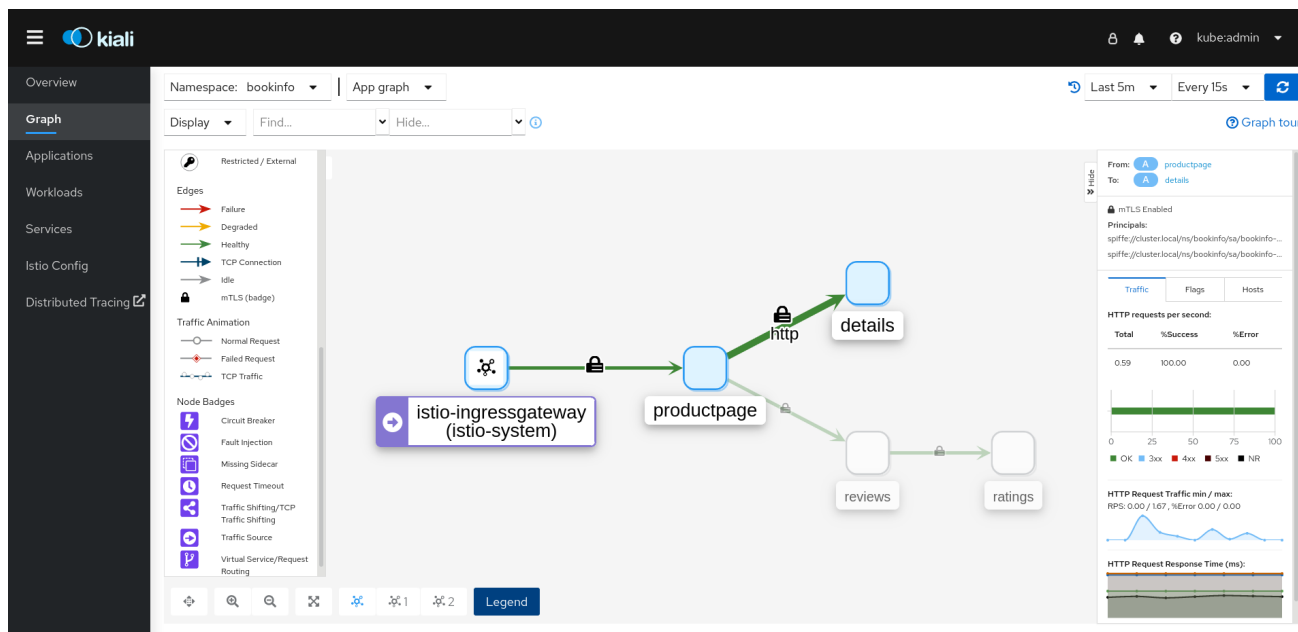 kiali
kube:admin
Overview
Graph
Applications
Workloads
Services
Istio Config
Distributed Tracing
Namespace: bookinfo
App graph
Last 5m
Every 15s
Display
Find...
Hide...
Graph tour
Restricted / External
Edges
Failure
Degraded
Healthy
TCP Connection
Idle
mTLS (badge)
Traffic Animation
Normal Request
Failed Request
TCP Traffic
Node Badges
Circuit Breaker
Fault Injection
Missing Sidecar
Request Timeout
Traffic Shifting/TCP
Traffic Shifting
Traffic Source
Virtual Service/Request
Routing
1
2
Legend
istio-ingressgateway
(istio-system)
productpage
http
details
reviews
ratings
Hide
From: A productpage
To: A details
mTLS Enabled
Principals:
spiffe://cluster.local/ns/bookinfo/sa/bookinfo-...
spiffe://cluster.local/ns/bookinfo/sa/bookinfo-...
Traffic Flags Hosts
HTTP requests per second:
Total %Success %Error
0.59 100.00 0.00
0 25 50 75 100
OK 3xx 4xx 5xx NR
HTTP Request Traffic min / max:
RPS: 0.00 / 1.67 , %Error 0.00 / 0.00
HTTP Request Response Time (ms):